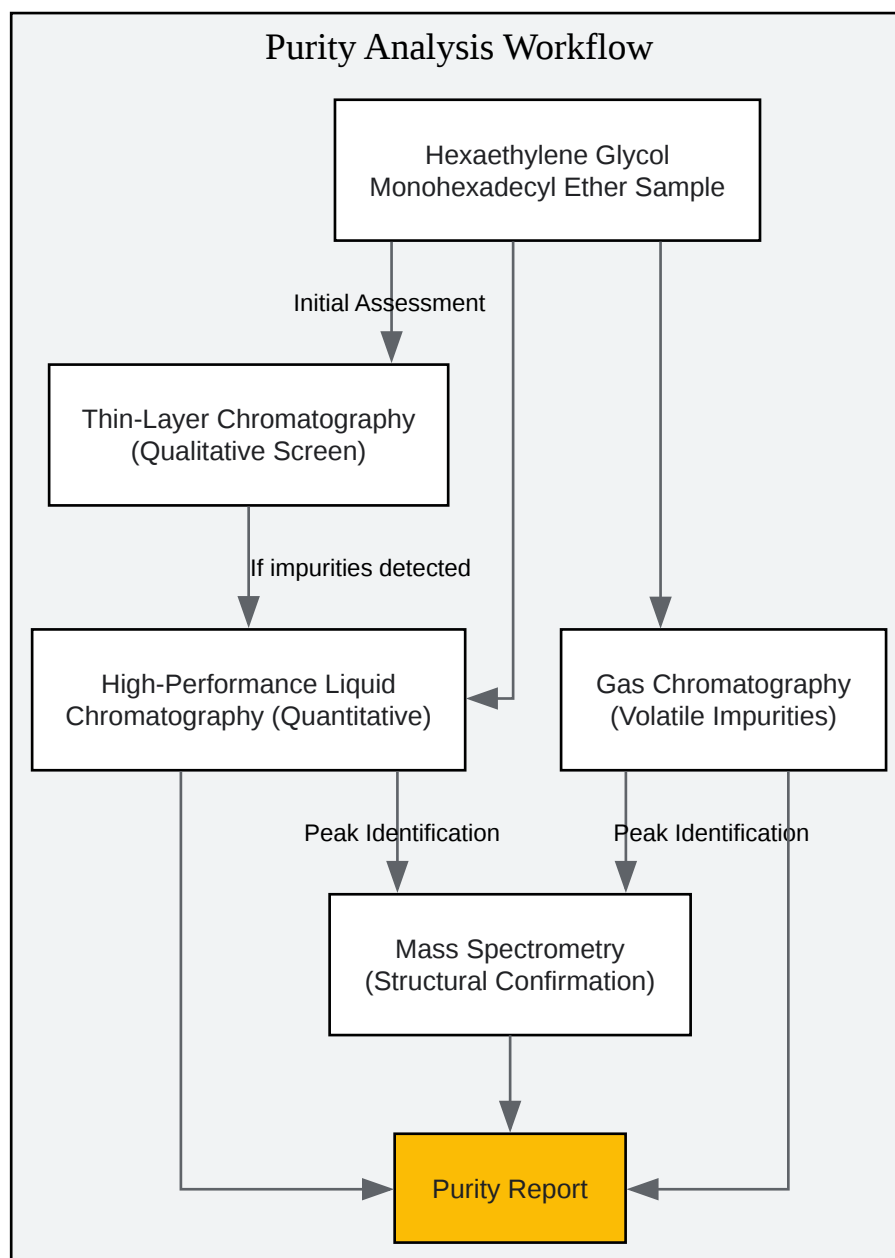 Purity Analysis Workflow
Hexaethylene Glycol
Monohexadecyl Ether Sample
Initial Assessment
Thin-Layer Chromatography
(Qualitative Screen)
If impurities detected
High-Performance Liquid
Chromatography (Quantitative)
Gas Chromatography
(Volatile Impurities)
Peak Identification
Peak Identification
Mass Spectrometry
(Structural Confirmation)
Purity Report